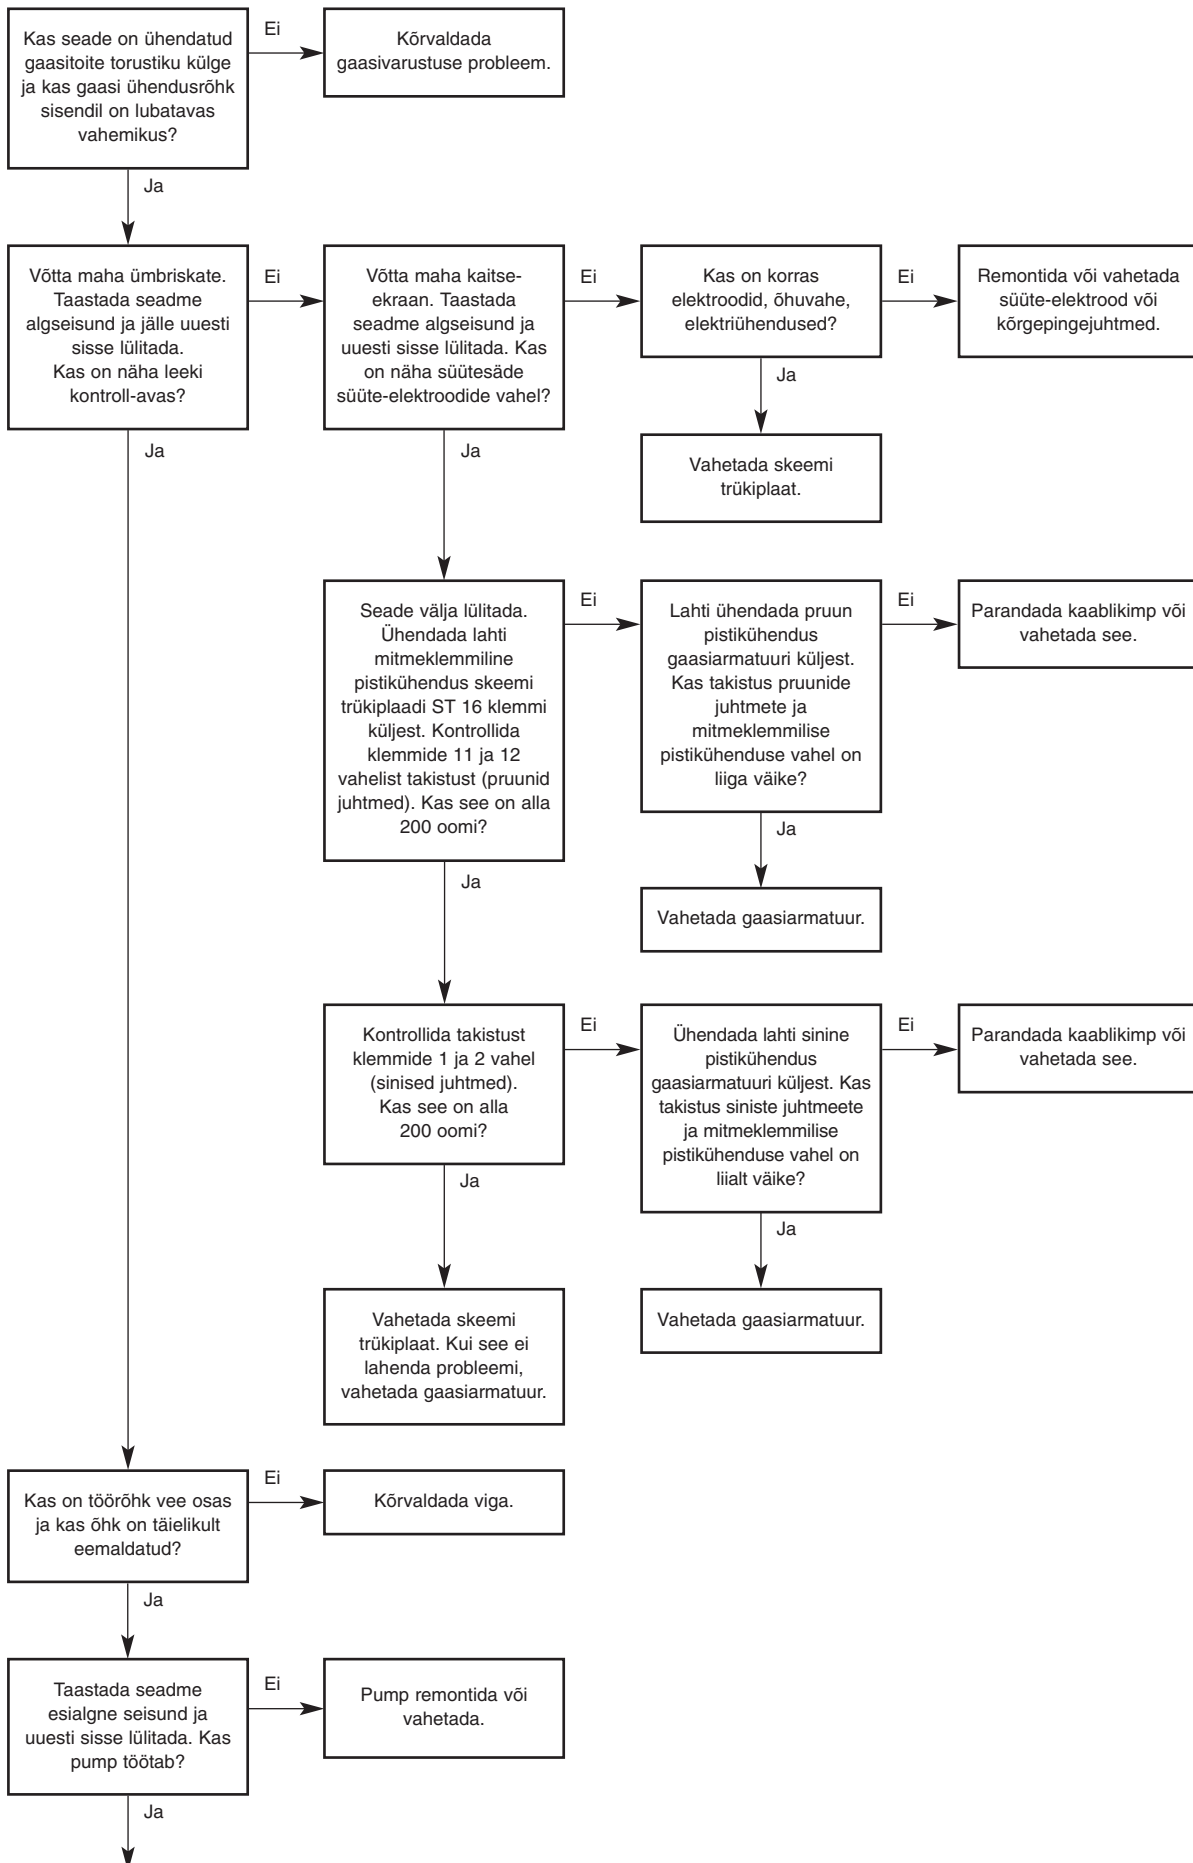 Kas seade on ühendatud
gaasitoite torustiku külge
ja kas gaasi ühendusrõhk
sisendil on lubatavas
vahemikus?
Ei
Kõrvaldada
gaasivarustuse probleem.
Ja
Võtta maha ümbriskate.
Taastada seadme
algseisund ja jälle uuesti
sisse lülitada.
Kas on näha leeki
kontroll-avas?
Ei
Võtta maha kaitse-
ekraan. Taastada
seadme algseisund ja
uuesti sisse lülitada. Kas
on näha süütesäde
süüte-elektroodide vahel?
Ei
Kas on korras
elektroodid, õhuvahe,
elektriühendused?
Ei
Remontida või vahetada
süüte-elektrood või
kõrgepingejuhtmed.
Ja
Vahetada skeemi
trükiplaat.
Ja
Ja
Seade välja lülitada.
Ühendada lahti
mitmeklemmiline
pistikühendus skeemi
trükiplaadi ST 16 klemmi
küljest. Kontrollida
klemmide 11 ja 12
vahelist takistust (pruunid
juhtmed). Kas see on alla
200 oomi?
Ei
Lahti ühendada pruun
pistikühendus
gaasiarmatuuri küljest.
Kas takistus pruunide
juhtmete ja
mitmeklemmilise
pistikühenduse vahel on
liiga väike?
Ei
Parandada kaablikimp või
vahetada see.
Ja
Vahetada gaasiarmatuur.
Ja
Kontrollida takistust
klemmide 1 ja 2 vahel
(sinised juhtmed).
Kas see on alla
200 oomi?
Ei
Ühendada lahti sinine
pistikühendus
gaasiarmatuuri küljest. Kas
takistus siniste juhtmeete
ja mitmeklemmilise
pistikühenduse vahel on
liialt väike?
Ei
Parandada kaablikimp või
vahetada see.
Ja
Vahetada gaasiarmatuur.
Ja
Vahetada skeemi
trükiplaat. Kui see ei
lahenda probleemi,
vahetada gaasiarmatuur.
Kas on töörõhk vee osas
ja kas õhk on täielikult
eemaldatud?
Ei
Kõrvaldada viga.
Ja
Taastada seadme
esialgne seisund ja
uuesti sisse lülitada. Kas
pump töötab?
Ei
Pump remontida või
vahetada.
Ja